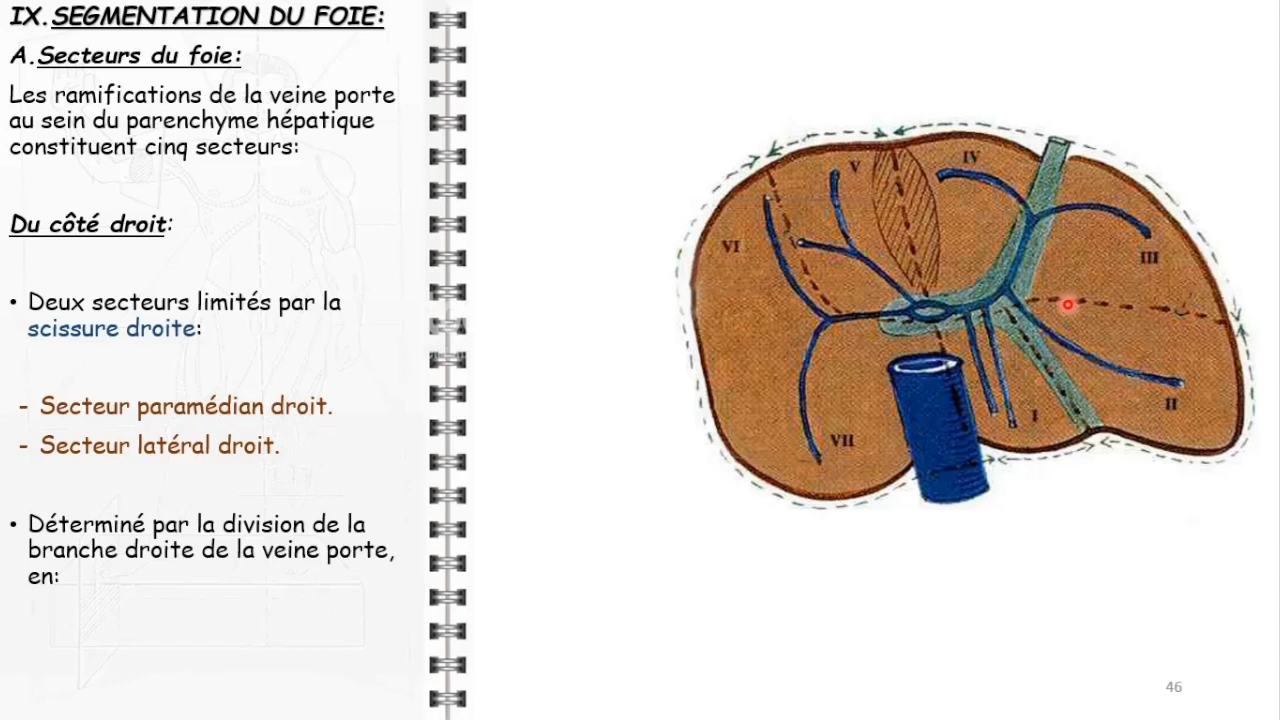 IX.SEGMENTATION DU FOIE:
A.Secteurs du foie:
Les ramifications de la veine porte
au sein du parenchyme hépatique
constituent cinq secteurs:
Du côté droit:
• Deux secteurs limités par la
scissure droite:
- Secteur paramédian droit.
- Secteur latéral droit.
• Déterminé par la division de la
branche droite de la veine porte,
en:
V
IV
VI
III
II
I
VII
46